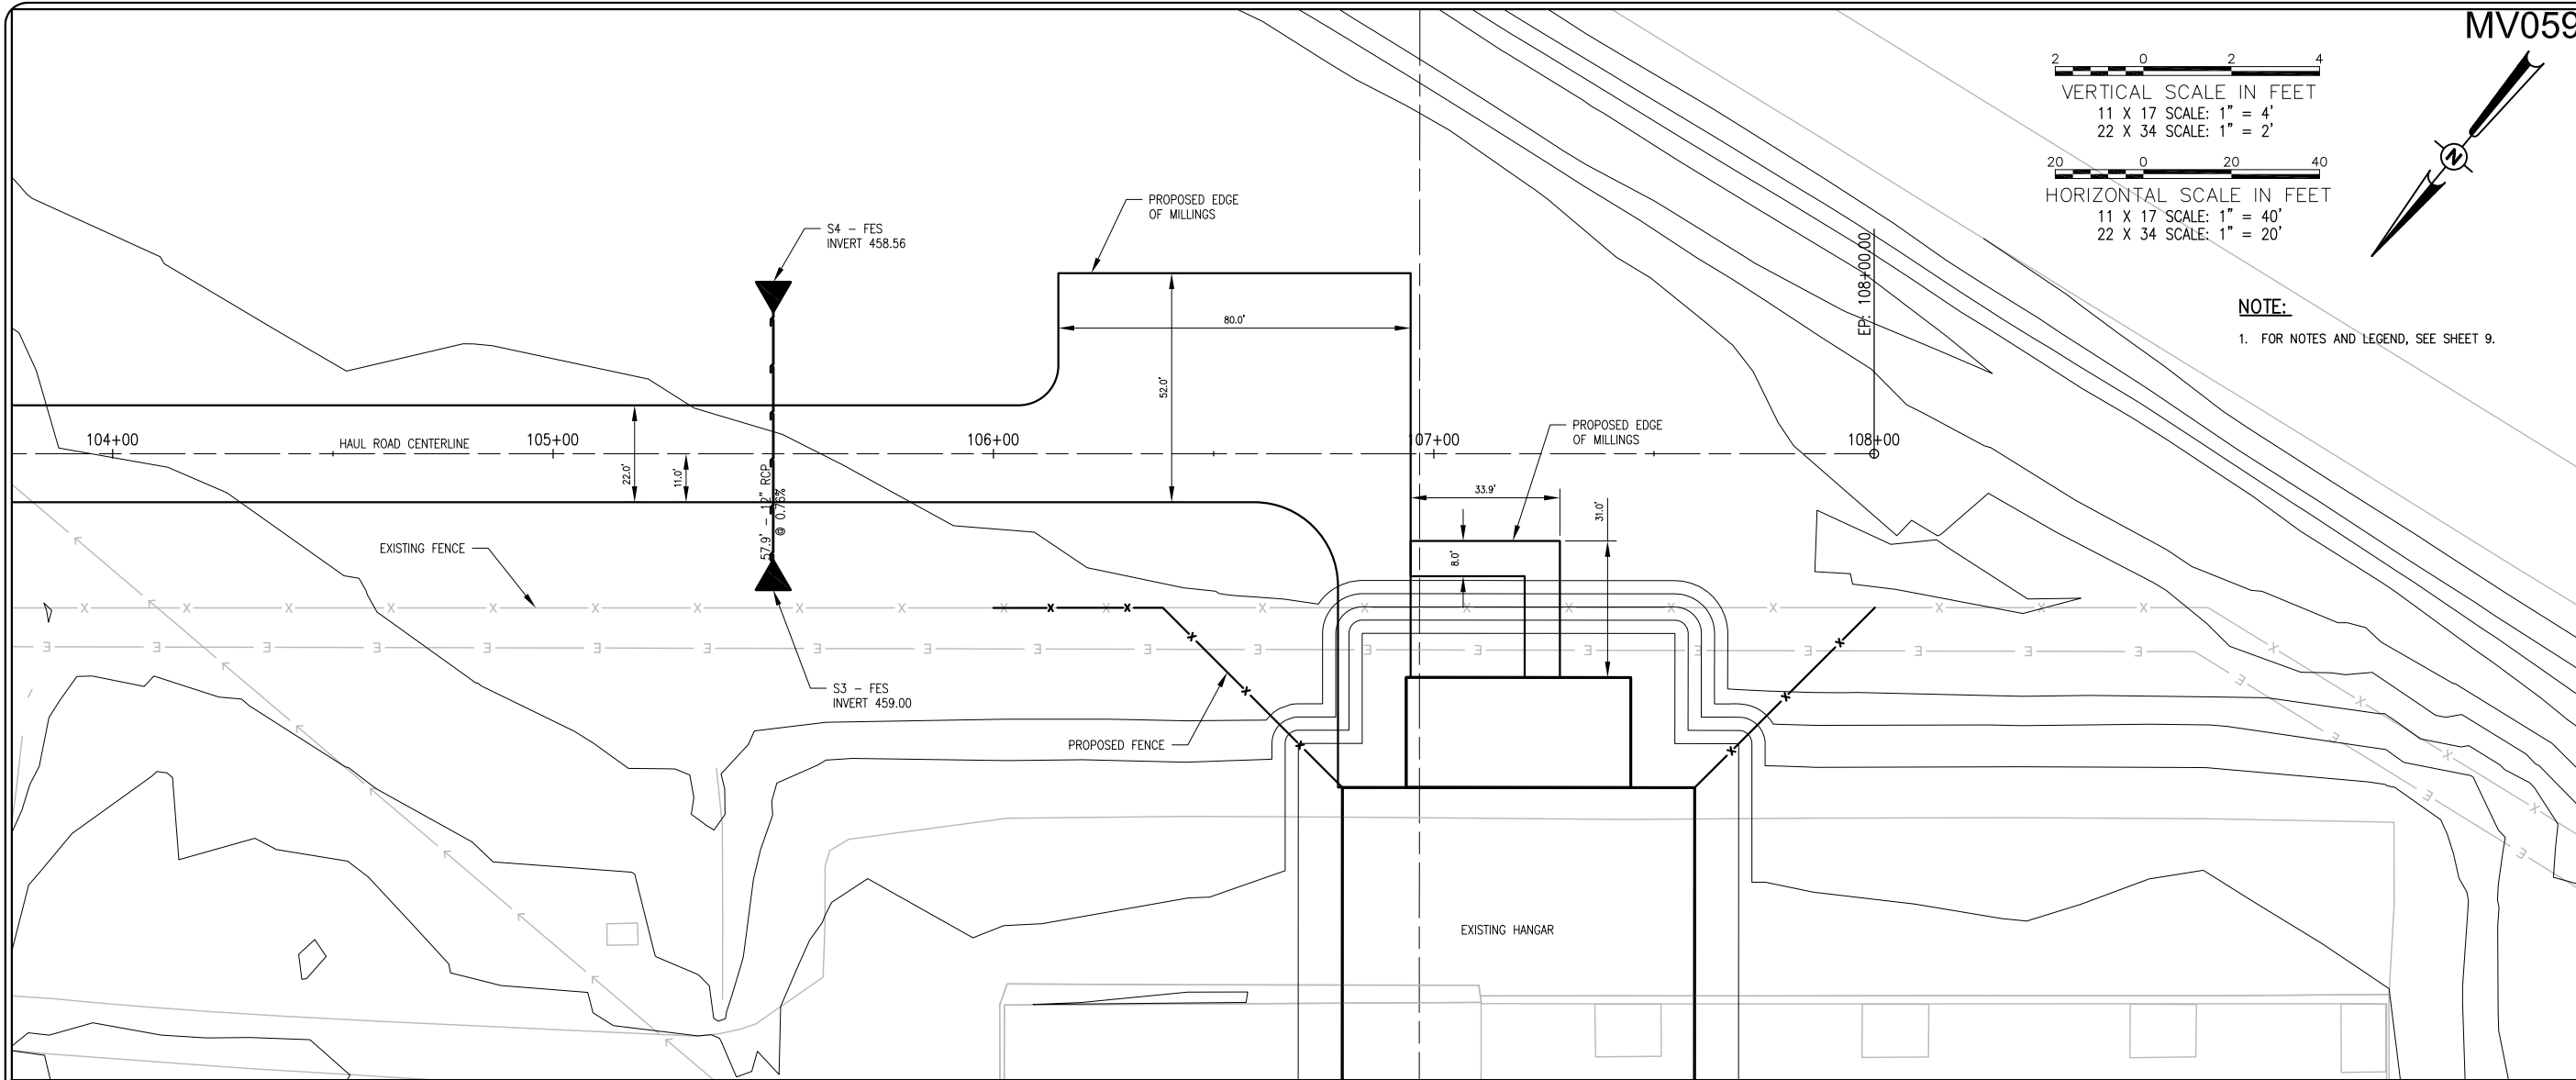 MV059
2 0 2 4
VERTICAL SCALE IN FEET
11 X 17 SCALE: 1" = 4'
22 X 34 SCALE: 1" = 2'
20 0 20 40
HORIZONTAL SCALE IN FEET
11 X 17 SCALE: 1" = 40'
22 X 34 SCALE: 1" = 20'
N
NOTE:
1. FOR NOTES AND LEGEND, SEE SHEET 9.
PROPOSED EDGE
OF MILLINGS
S4 - FES
INVERT 458.56
80.0'
52.0'
EP: 108+00.00
104+00
HAUL ROAD CENTERLINE
105+00
106+00
107+00
108+00
PROPOSED EDGE
OF MILLINGS
22.0'
11.0'
57.9' - 12" RCP
@ 0.76%
33.9'
31.0'
8.0'
EXISTING FENCE
S3 - FES
INVERT 459.00
PROPOSED FENCE
EXISTING HANGAR